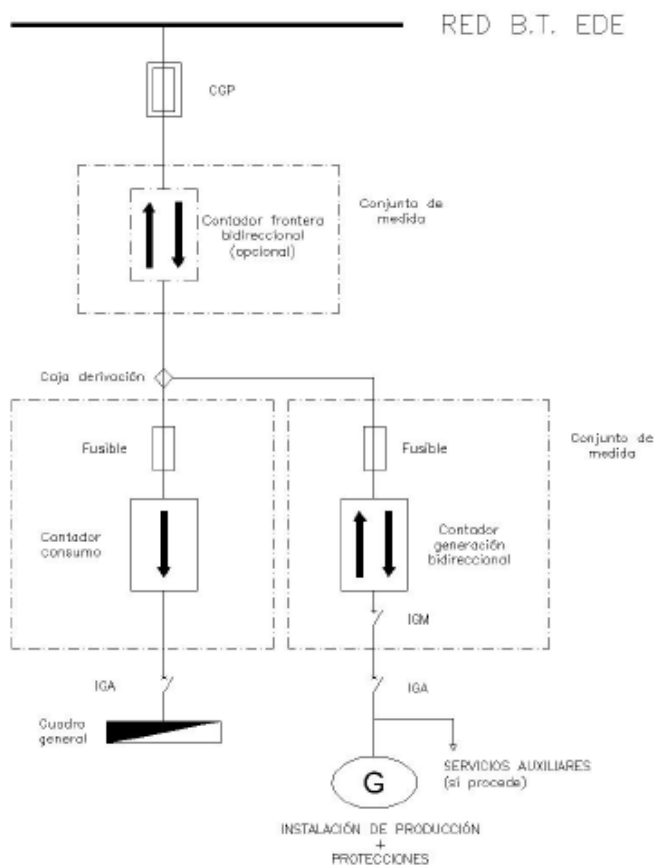 RED B.T. EDE
CGP
Contador frontera
bidireccional
(opcional)
Conjunto de
medida
Caja derivación
Fusible
Fusible
Conjunto de
medida
Contador
consumo
Contador
generación
bidireccional
IGM
IGA
IGA
Cuadro
general
SERVICIOS AUXILIARES
(si procede)
G
INSTALACIÓN DE PRODUCCIÓN
+
PROTECCIONES